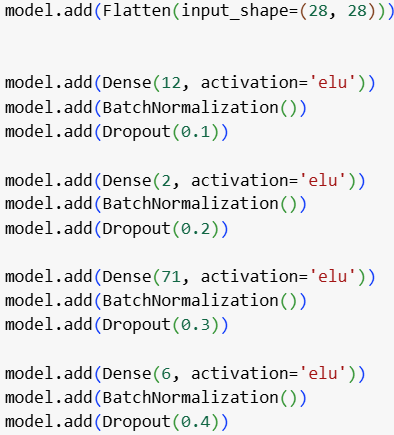 model.add(Flatten(input_shape=(28, 28)))
model.add(Dense(12, activation='elu'))
model.add(BatchNormalization())
model.add(Dropout(0.1))
model.add(Dense(2, activation='elu'))
model.add(BatchNormalization())
model.add(Dropout(0.2))
model.add(Dense(71, activation='elu'))
model.add(BatchNormalization())
model.add(Dropout(0.3))
model.add(Dense(6, activation='elu'))
model.add(BatchNormalization())
model.add(Dropout(0.4))